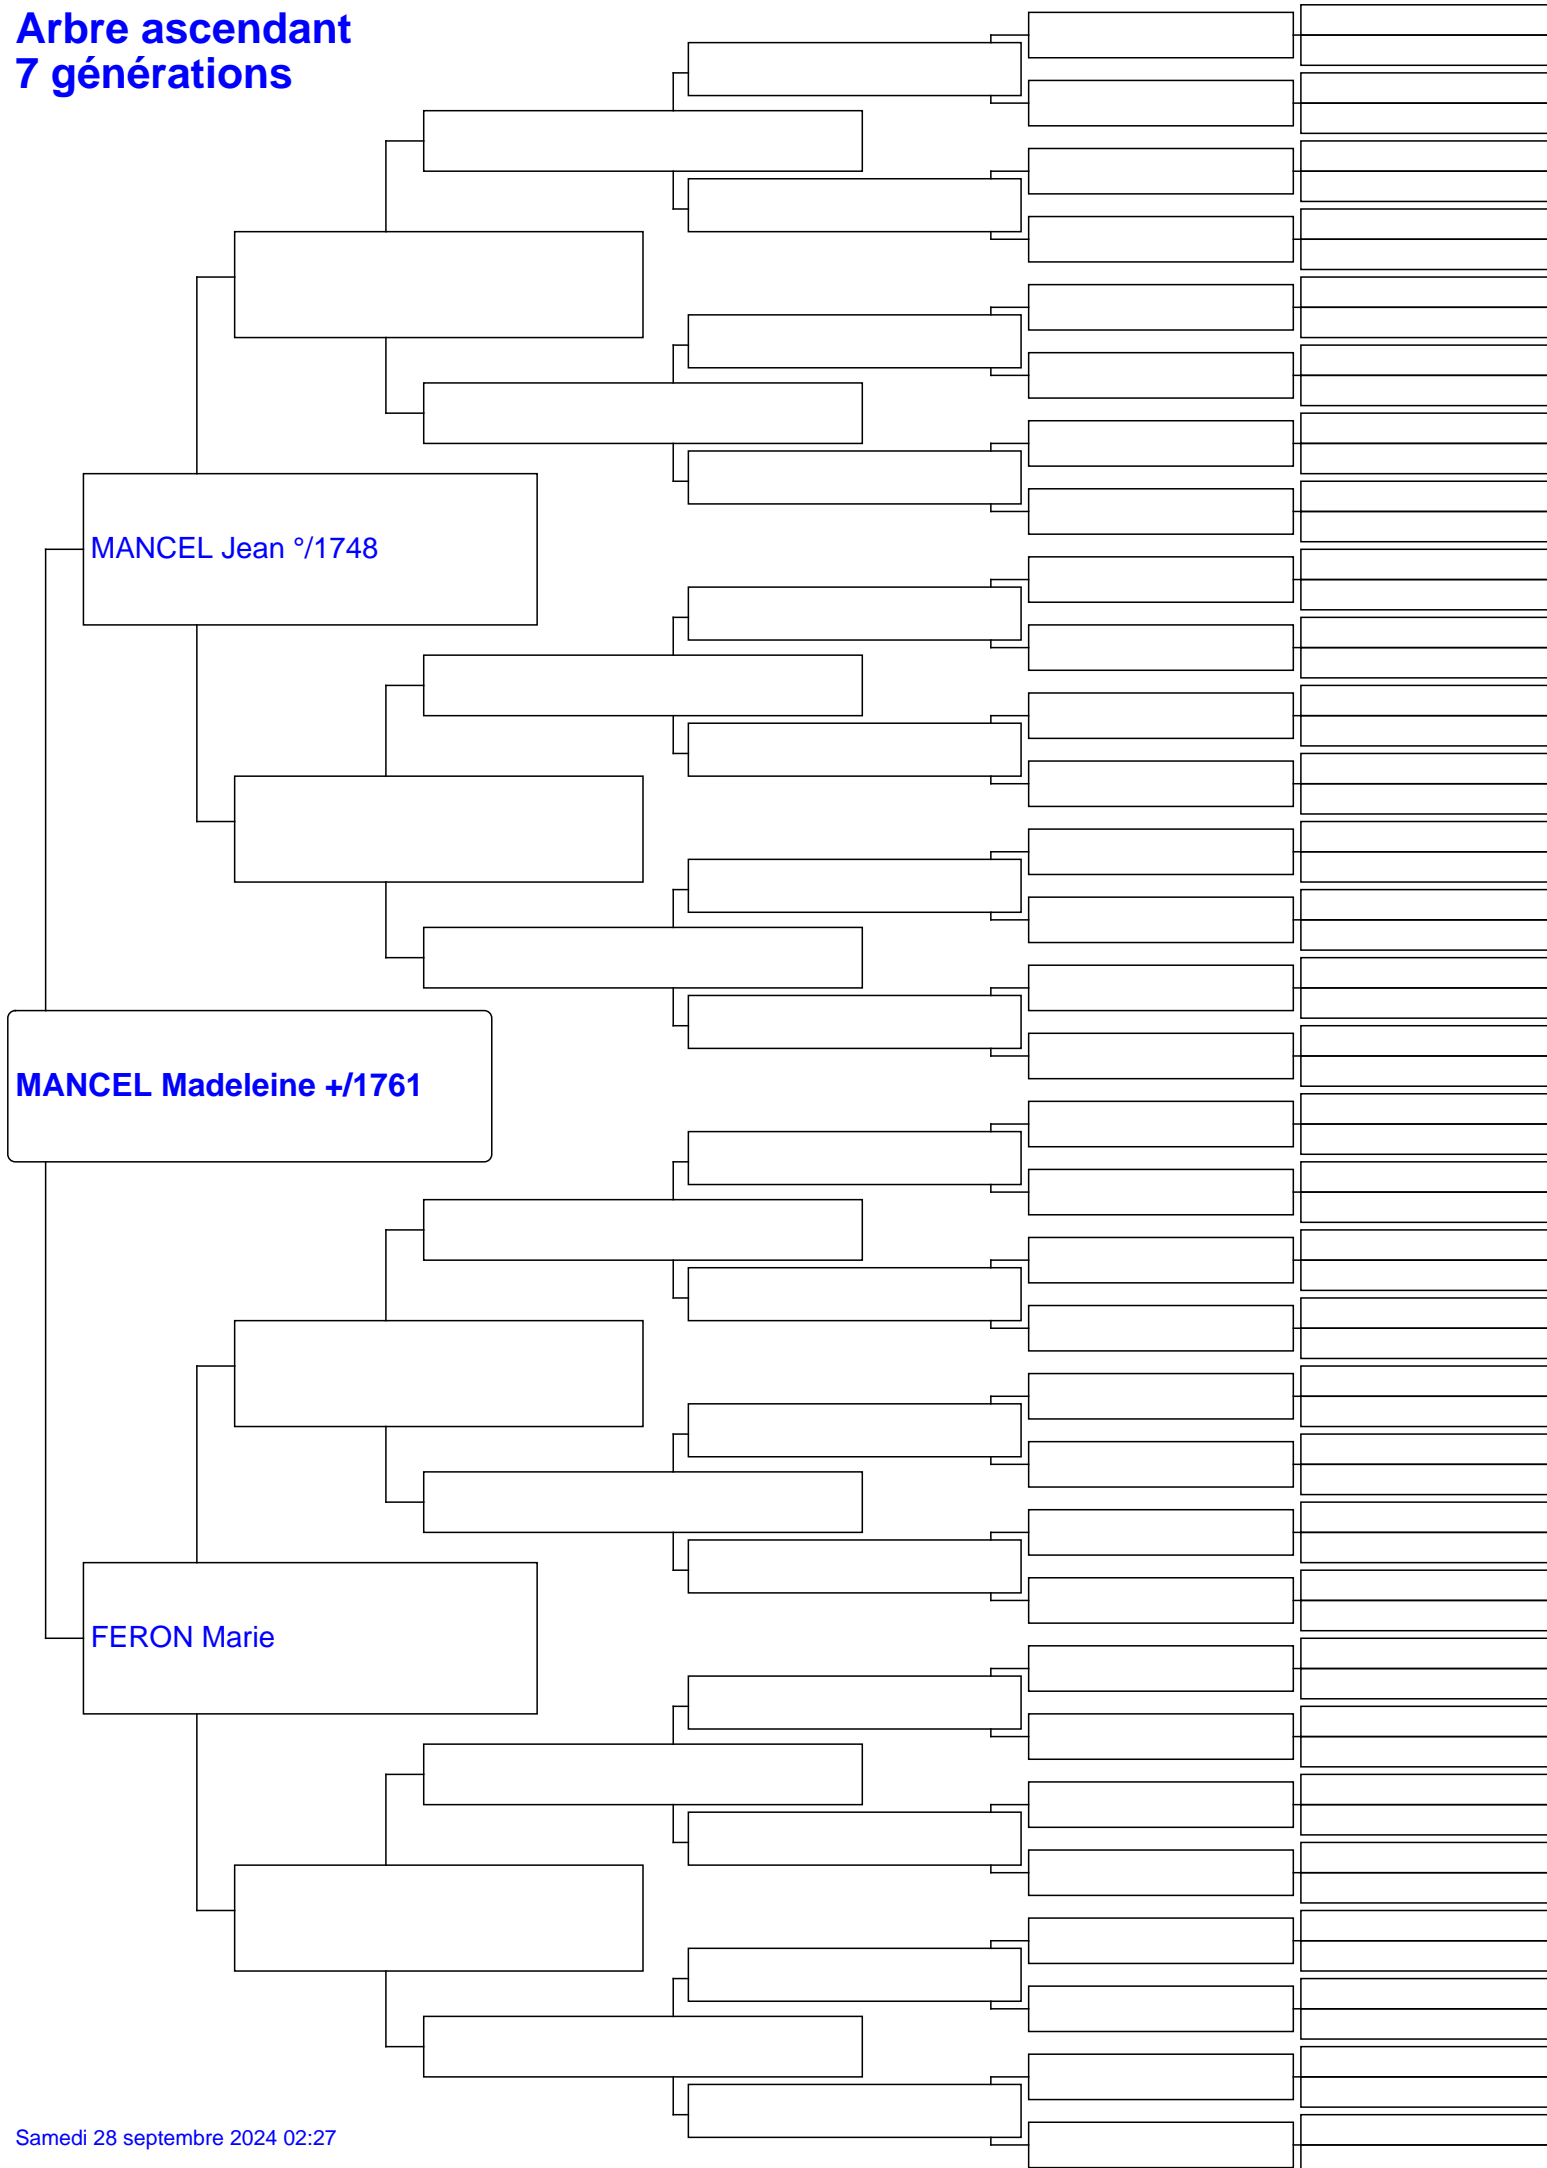 Arbre ascendant
7 générations
MANCEL Jean °/1748
MANCEL Madeleine +/1761
FERON Marie
Samedi 28 septembre 2024 02:27